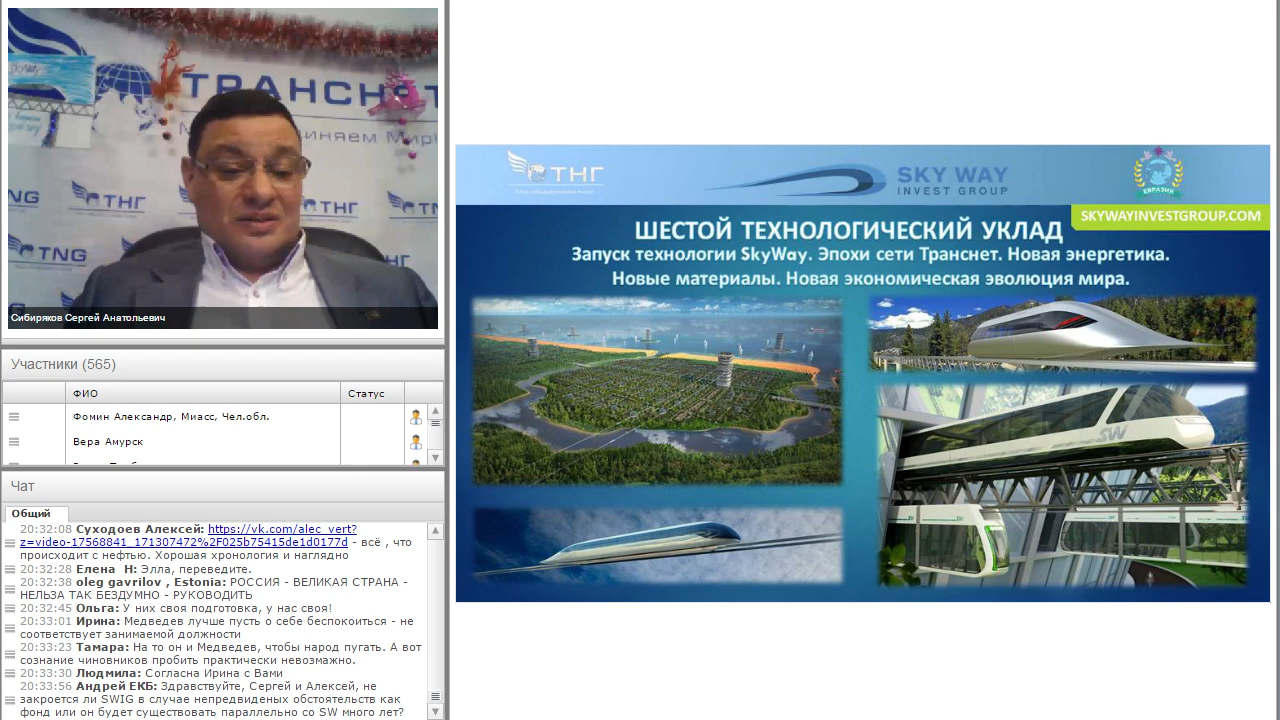 ТРАНСНЕТ
TNG
ТНГ
ТНГ
TNG
Сибиряков Сергей Анатольевич
Участники (565)
ФИО
Статус
Фомин Александр, Миасс, Чел.обл.
Вера Амурск
Чат
Общий
20:32:08 Суходоев Алексей: https://vk.com/alec_vert?
z=video-17568841_171307472%2F025b75415de1d0177d - всё , что
происходит с нефтью. Хорошая хронология и наглядно
20:32:28 Елена Н: Элла, переведите.
20:32:38 oleg gavrilov , Estonia: РОССИЯ - ВЕЛИКАЯ СТРАНА -
НЕЛЬЗА ТАК БЕЗДУМНО - РУКОВОДИТЬ
20:32:45 Ольга: У них своя подготовка, у нас своя!
20:33:01 Ирина: Медведев лучше пусть о себе беспокоиться - не
соответствует занимаемой должности
20:33:23 Тамара: На то он и Медведев, чтобы народ пугать. А вот
сознание чиновников пробить практически невозможно.
20:33:30 Людмила: Согласна Ирина с Вами
20:33:56 Андрей ЕКБ: Здравствуйте, Сергей и Алексей, не
закроется ли SWIG в случае непредвиденых обстоятельств как
фонд или он будет существовать параллельно со SW много лет?
ТНГ
SKY WAY
INVEST GROUP
ЕВРАЗИЯ
SKYWAYINVESTGROUP.COM
ШЕСТОЙ ТЕХНОЛОГИЧЕСКИЙ УКЛАД
Запуск технологии SkyWay. Эпохи сети Транснет. Новая энергетика.
Новые материалы. Новая экономическая эволюция мира.
SW